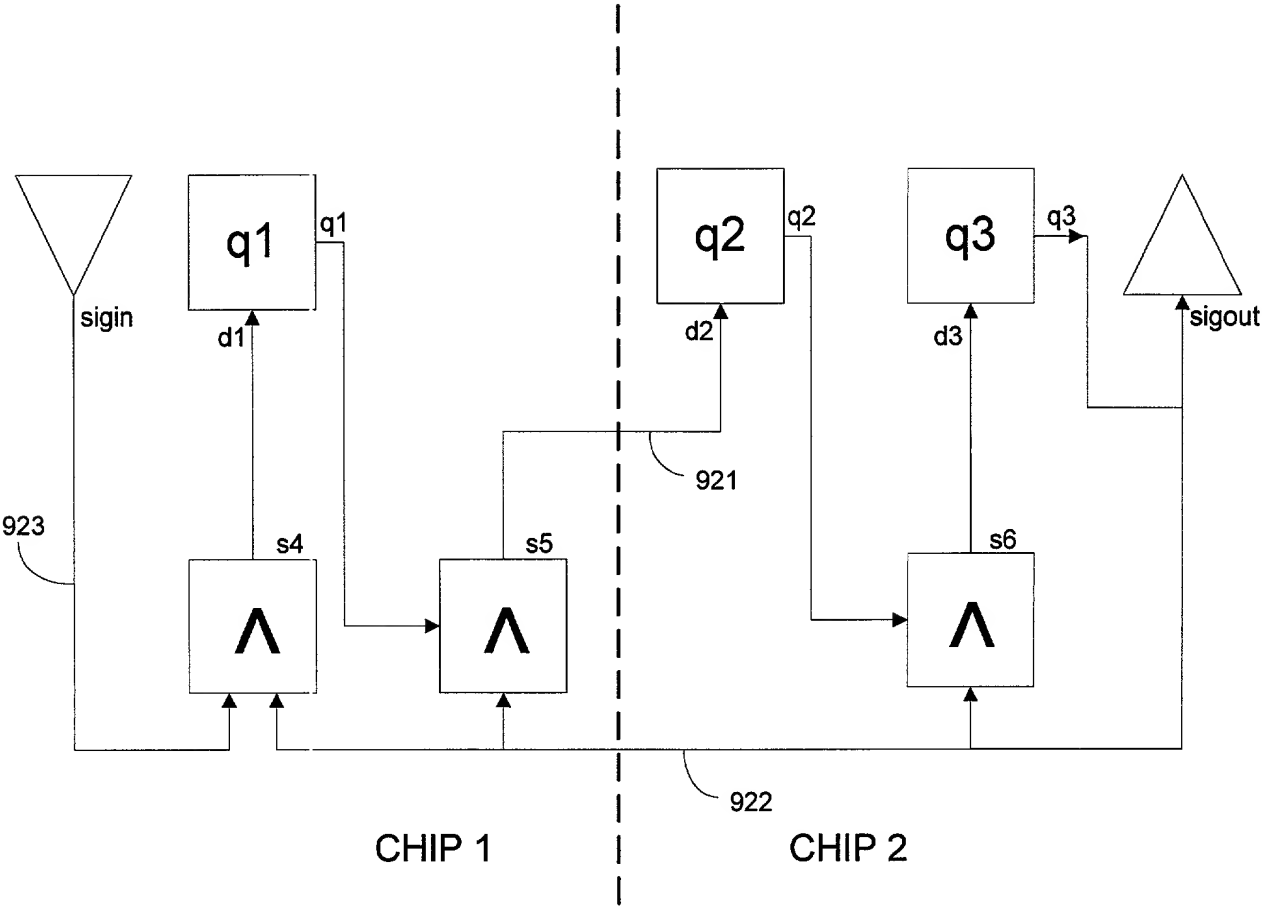 q1
q1
q2
q2
q3
q3
sigin
d1
d2
d3
sigout
921
923
s4
s5
s6
Λ
Λ
Λ
922
CHIP 1
CHIP 2